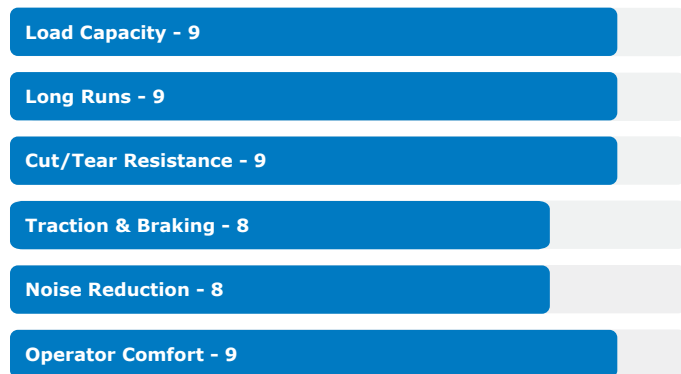 Load Capacity - 9
Long Runs - 9
Cut/Tear Resistance - 9
Traction & Braking - 8
Noise Reduction - 8
Operator Comfort - 9